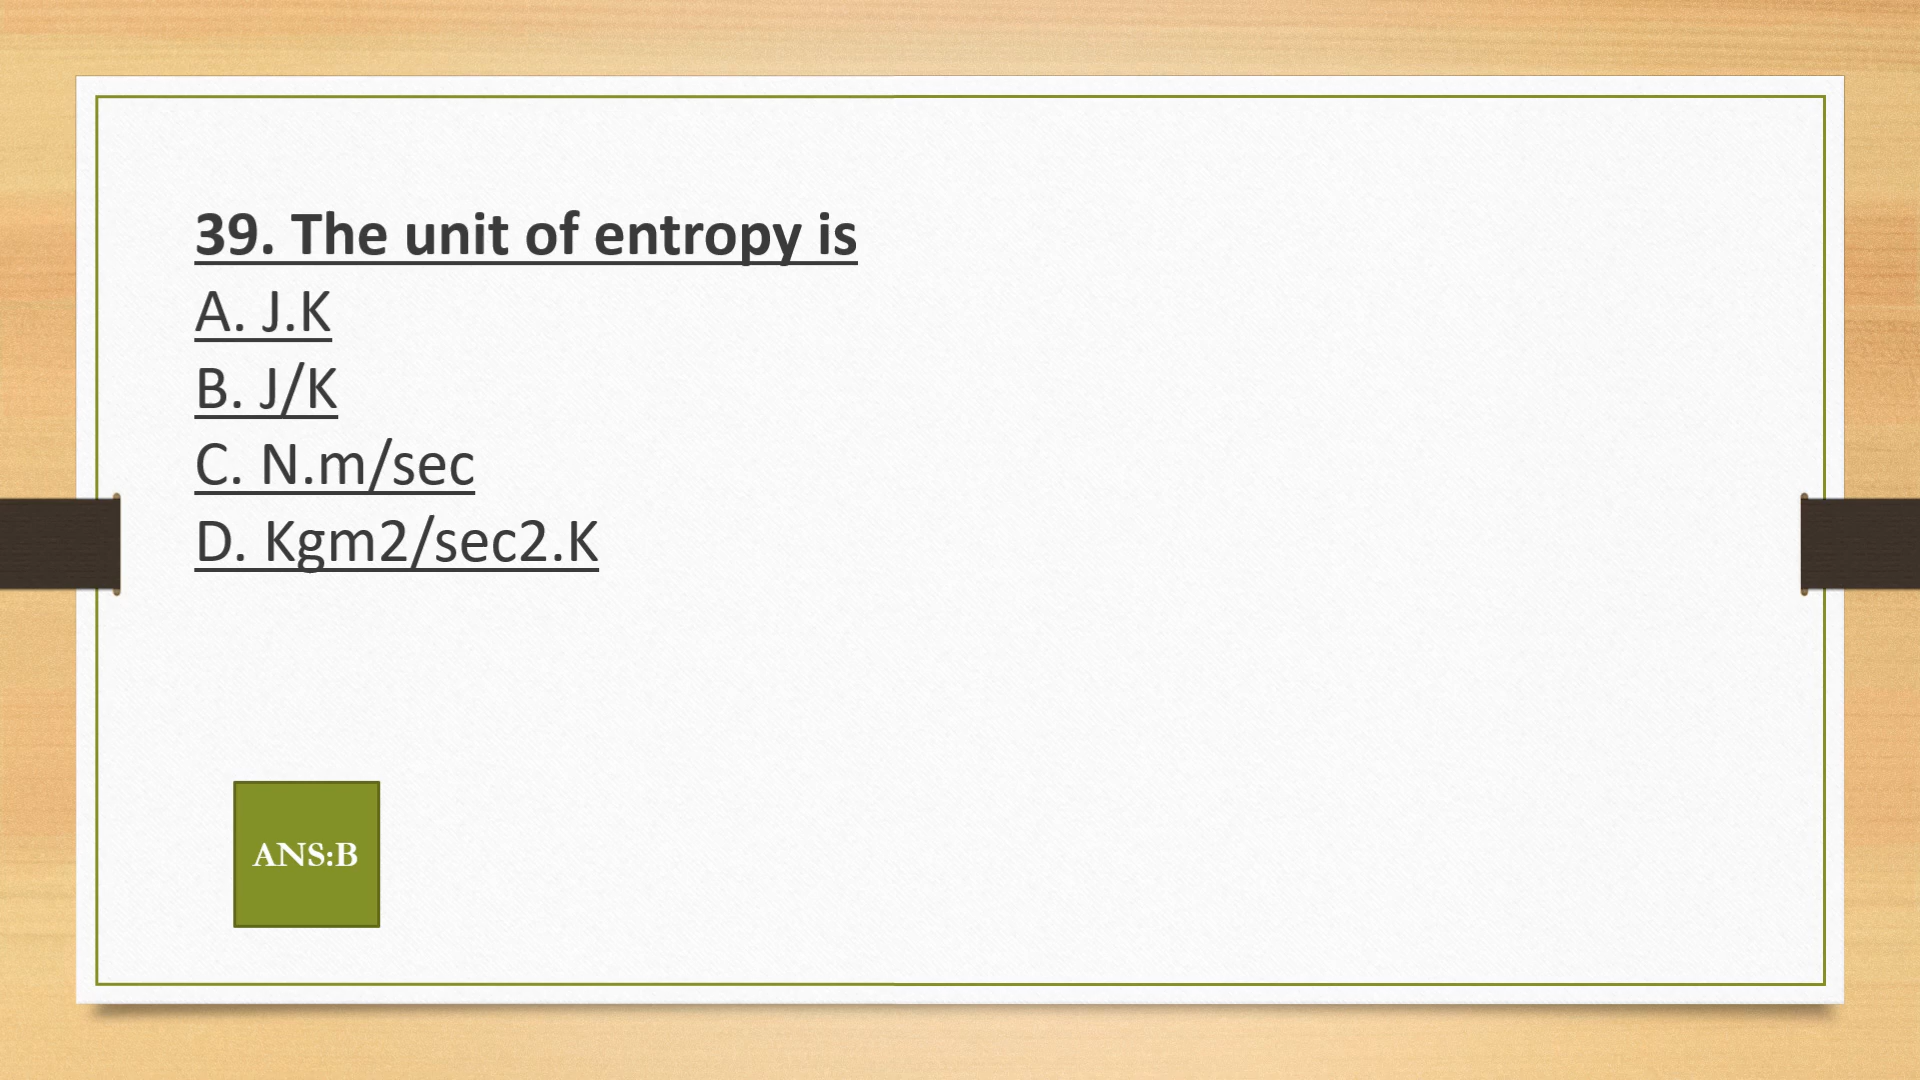 39. The unit of entropy is
A. J.K
B. J/K
C. N.m/sec
D. Kgm2/sec2.K
ANS:B